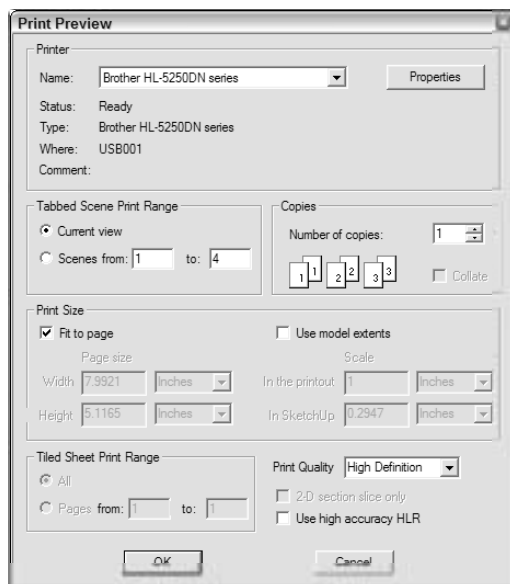 Print Preview
Printer
Name: Brother HL-5250DN series Properties
Status: Ready
Type: Brother HL-5250DN series
Where: USB001
Comment:
Tabbed Scene Print Range
Current view
Scenes from: 1 to: 4
Copies
Number of copies: 1
1 1 2 2 3 3 Collate
Print Size
Fit to page Use model extents
Page size Scale
Width 7.9921 Inches In the printout 1 Inches
Height 5.1165 Inches In SketchUp 0.2947 Inches
Tiled Sheet Print Range
All
Pages from: 1 to: 1
Print Quality High Definition
2-D section slice only
Use high accuracy HLR
OK Cancel